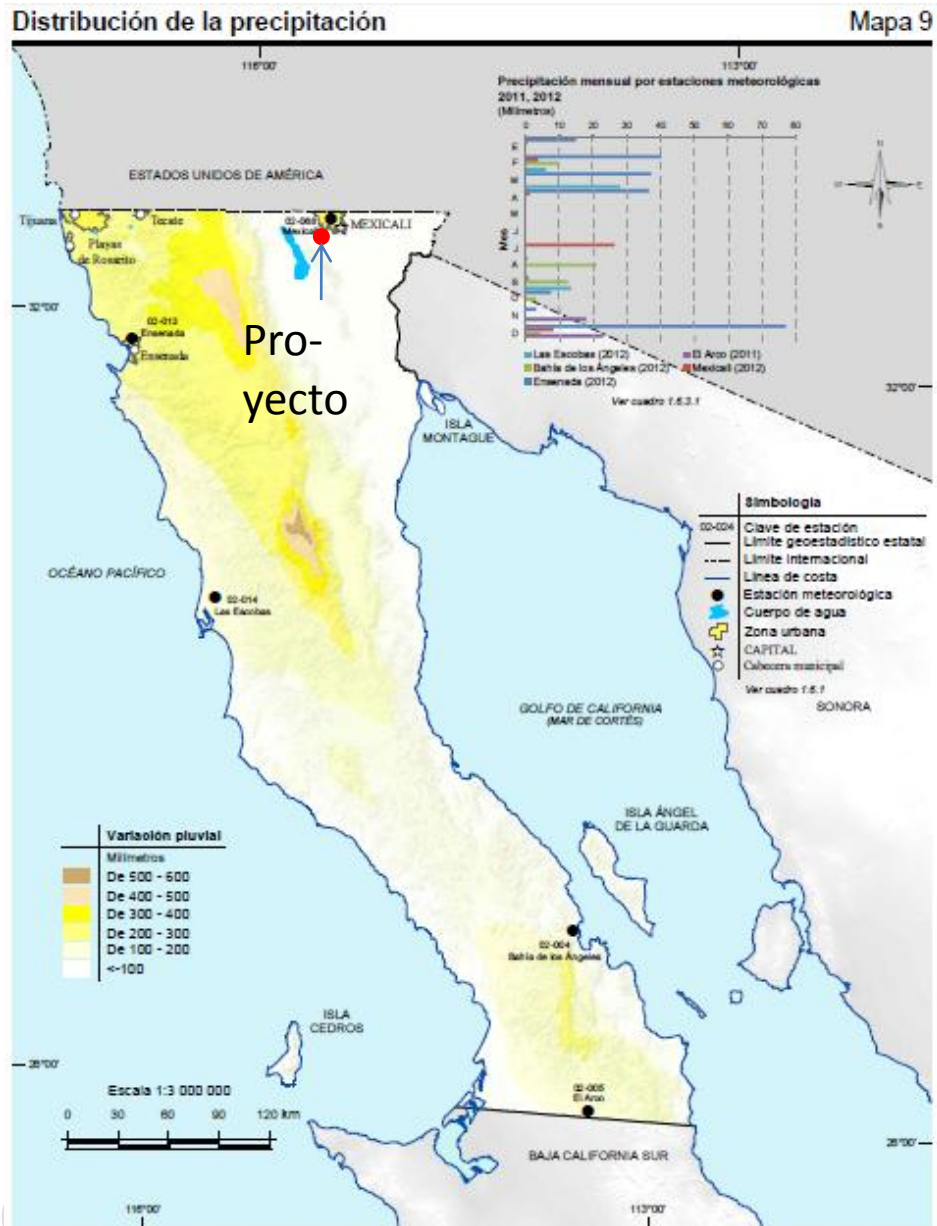 Distribución de la precipitación
Mapa 9
116°00'
113°00'
Precipitación mensual por estaciones meteorológicas
2011, 2012
(Milímetros)
0 10 20 30 40 50 60 70 80
E
F
M
A
M
J
J
A
S
O
N
D
Mes
Las Escobas (2012)
El Arco (2011)
Bahía de los Ángeles (2012)
Mexicali (2012)
Ensenada (2012)
Ver cuadro 1.6.3.1
N
E
ESTADOS UNIDOS DE AMÉRICA
Tijuana
Tecate
Playas
de Rosarito
MEXICALI
32°00'
02-013
Ensenada
Ensenada
Pro-
yecto
32°00'
ISLA
MONTAGUE
Simbología
02-024 Clave de estación
Límite geoestadístico estatal
Límite internacional
Línea de costa
Estación meteorológica
Cuerpo de agua
Zona urbana
CAPITAL
Cabecera municipal
Ver cuadro 1.6.1
OCÉANO PACÍFICO
02-014
Las Escobas
GOLFO DE CALIFORNIA
(MAR DE CORTÉS)
SONORA
ISLA ÁNGEL
DE LA GUARDA
Variación pluvial
Milímetros
De 500 - 600
De 400 - 500
De 300 - 400
De 200 - 300
De 100 - 200
<-100
02-004
Bahía de los Ángeles
ISLA
CEDROS
28°00'
Escala 1:3 000 000
0 30 60 90 120 km
02-005
El Arco
28°00'
BAJA CALIFORNIA SUR
116°00'
113°00'